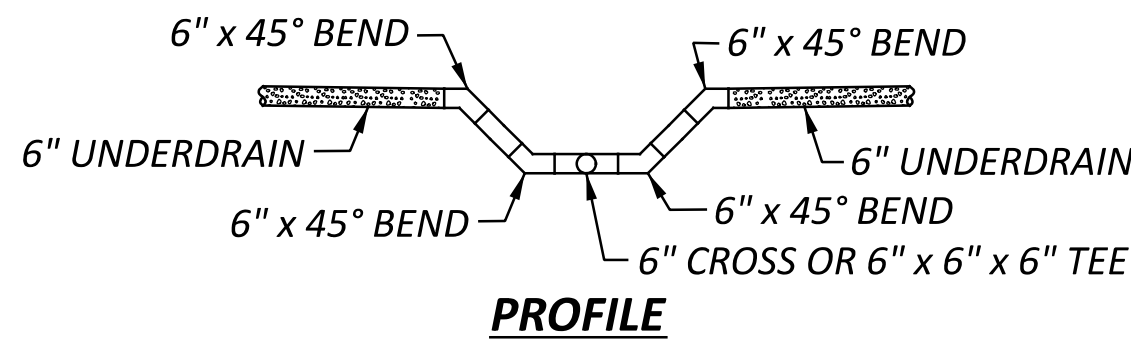 6" x 45° BEND
6" x 45° BEND
6" UNDERDRAIN
6" UNDERDRAIN
6" x 45° BEND
6" x 45° BEND
6" CROSS OR 6" x 6" x 6" TEE
PROFILE